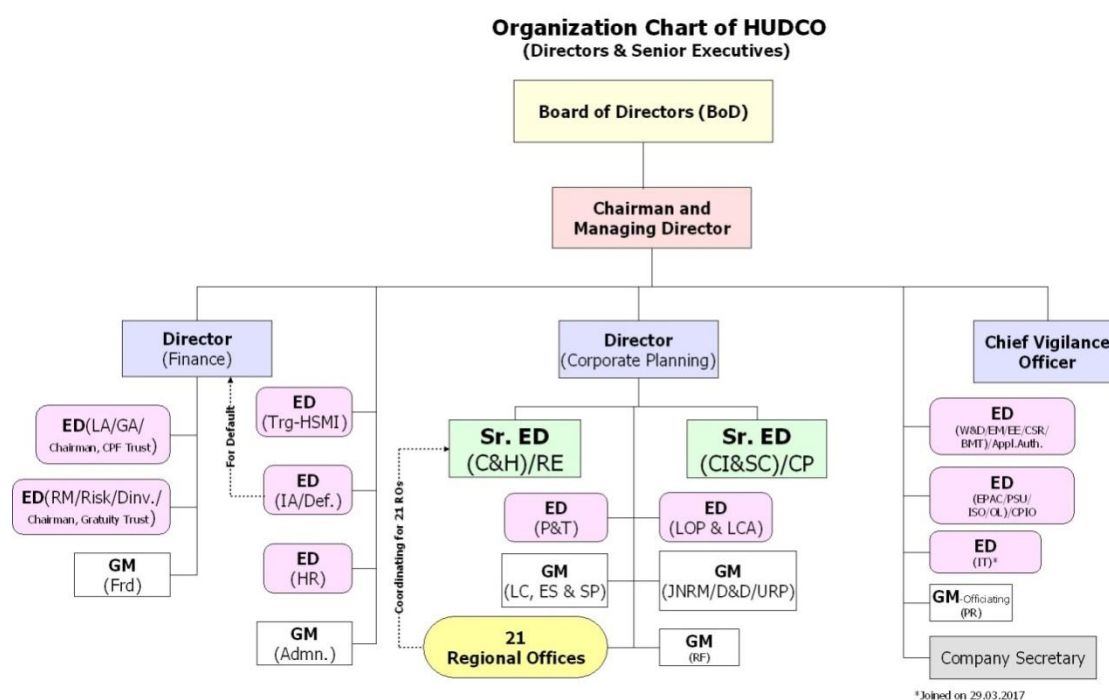 Organization Chart of HUDCO
(Directors & Senior Executives)
Board of Directors (BoD)
Chairman and
Managing Director
Director
(Finance)
Director
(Corporate Planning)
Chief Vigilance
Officer
ED(LA/GA/
Chairman, CPF Trust)
ED(RM/Risk/Dinv./
Chairman, Gratuity Trust)
GM
(Frd)
For Default
ED
(Trg-HSMI)
ED
(IA/Def.)
ED
(HR)
GM
(Admn.)
Coordinating for 21 ROs
Sr. ED
(C&H)/RE
Sr. ED
(CI&SC)/CP
ED
(P&T)
ED
(LOP & LCA)
GM
(LC, ES & SP)
GM
(JNRM/D&D/URP)
21
Regional Offices
GM
(RF)
ED
(W&D/EM/EE/CSR/
BMT)/Appl.Auth.
ED
(EPAC/PSU/
ISO/OL)/CPIO
ED
(IT)*
GM-Officiating
(PR)
Company Secretary
*Joined on 29.03.2017